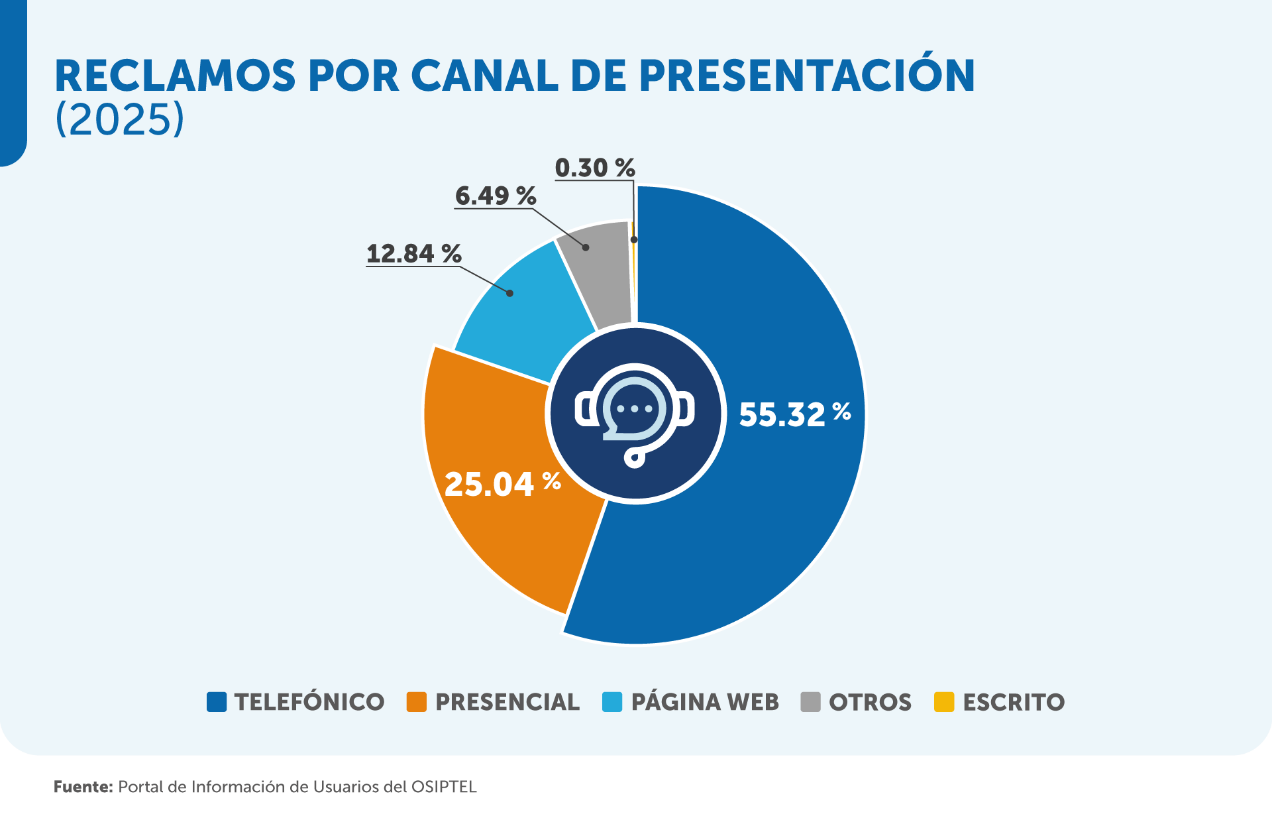 RECLAMOS POR CANAL DE PRESENTACIÓN
(2025)
0.30 %
6.49 %
12.84 %
55.32 %
25.04 %
TELEFÓNICO PRESENCIAL PÁGINA WEB OTROS ESCRITO
Fuente: Portal de Información de Usuarios del OSIPTEL